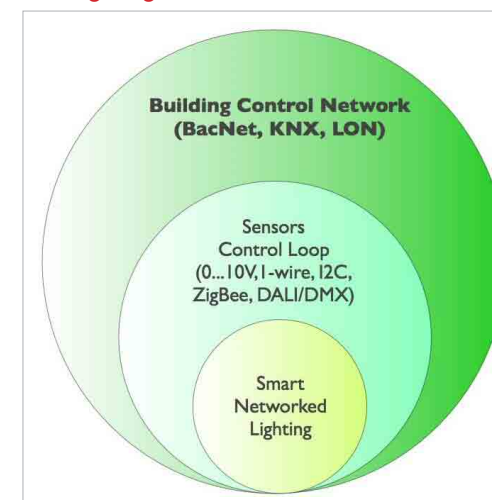 Building Control Network
(BacNet, KNX, LON)
Sensors
Control Loop
(0...10V,1-wire, I2C,
ZigBee, DALI/DMX)
Smart
Networked
Lighting